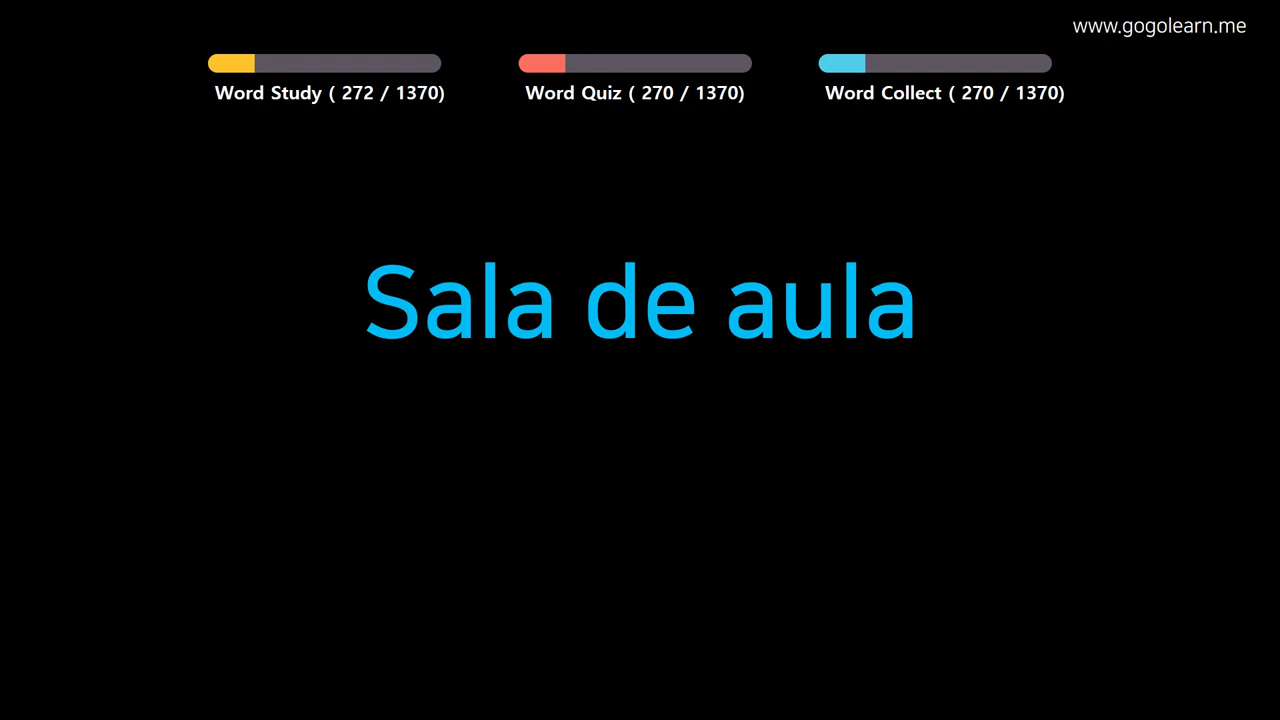 www.gogolearn.me
Word Study ( 272 / 1370)
Word Quiz ( 270 / 1370)
Word Collect ( 270 / 1370)
Sala de aula